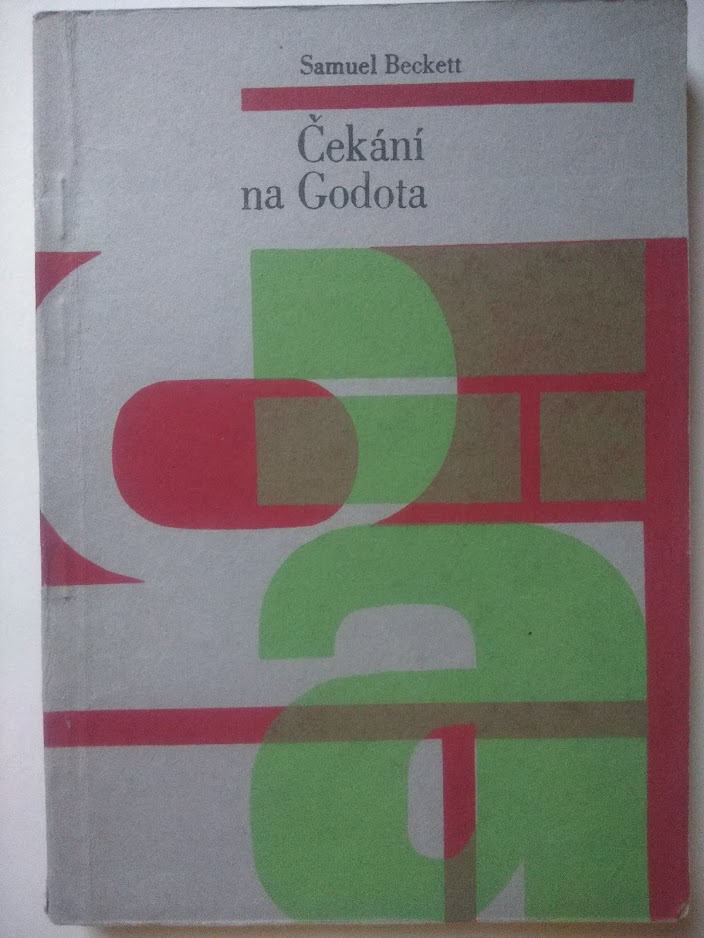 Samuel Beckett
Čekání
na Godota